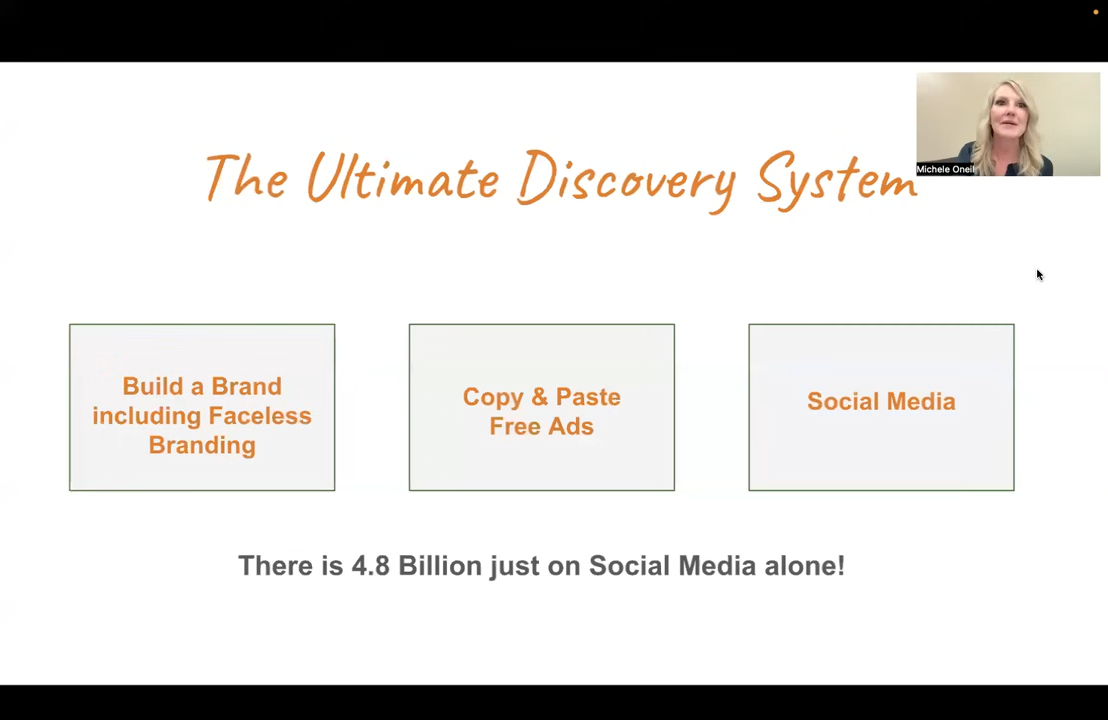 The Ultimate Discovery System
Michele Oneil
Build a Brand
including Faceless
Branding
Copy & Paste
Free Ads
Social Media
There is 4.8 Billion just on Social Media alone!